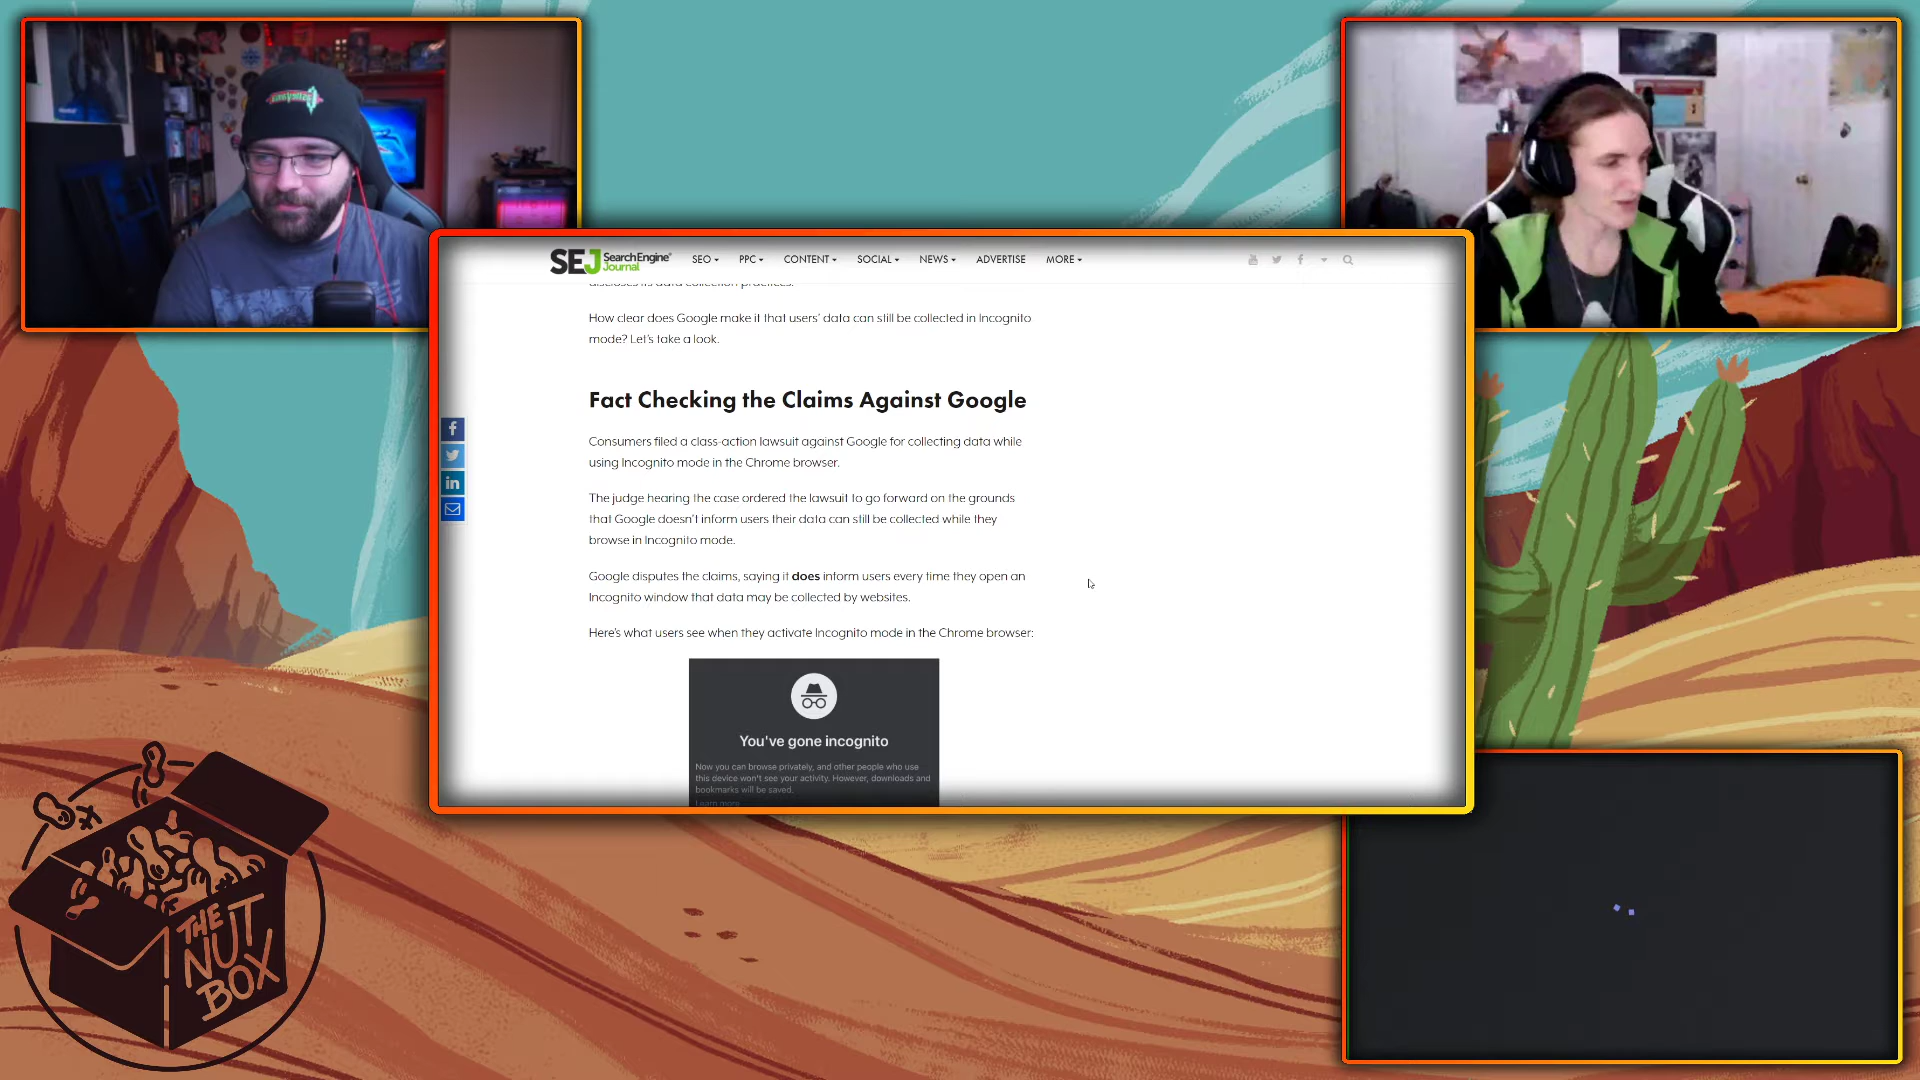 SEJ SearchEngine Journal
SEO PPC CONTENT SOCIAL NEWS ADVERTISE MORE
discloses its data collection practices.
How clear does Google make it that users' data can still be collected in Incognito
mode? Let's take a look.
Fact Checking the Claims Against Google
Consumers filed a class-action lawsuit against Google for collecting data while
using Incognito mode in the Chrome browser.
The judge hearing the case ordered the lawsuit to go forward on the grounds
that Google doesn't inform users their data can still be collected while they
browse in Incognito mode.
Google disputes the claims, saying it does inform users every time they open an
Incognito window that data may be collected by websites.
Here's what users see when they activate Incognito mode in the Chrome browser:
You've gone incognito
Now you can browse privately, and other people who use
this device won't see your activity. However, downloads and
bookmarks will be saved.
Learn more
THE
NUT
BOX